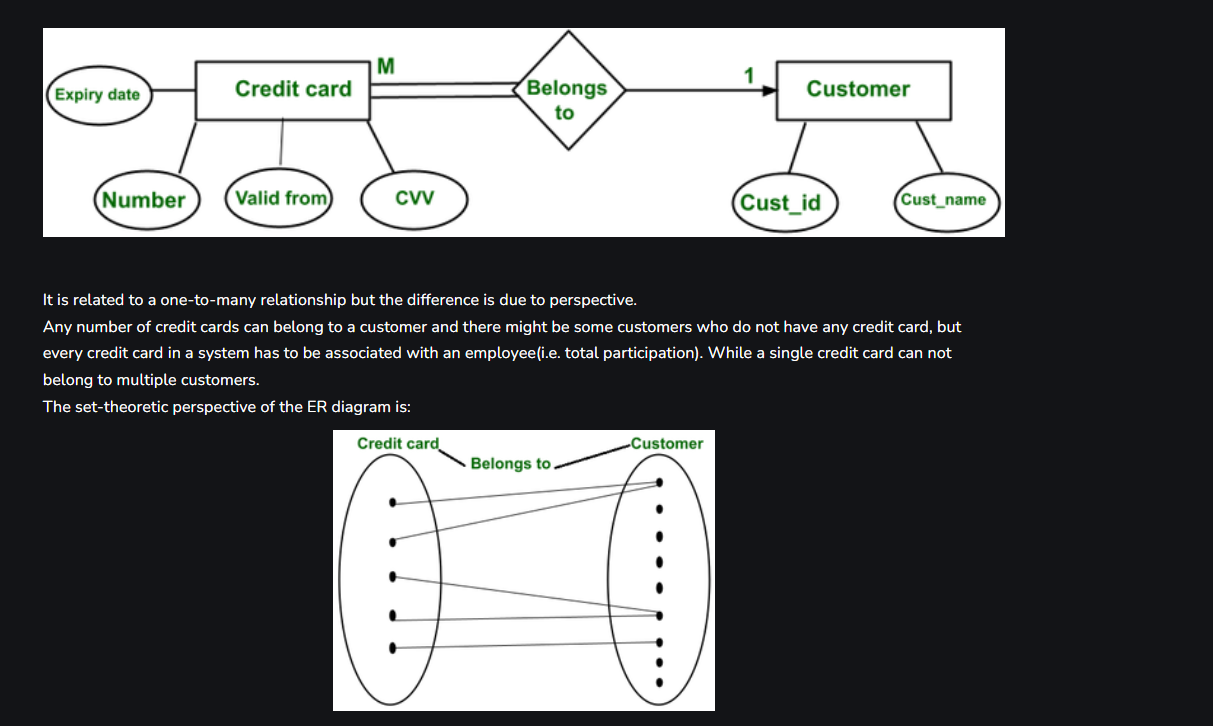 M
1
Expiry date
Credit card
Belongs
to
Customer
Number
Valid from
CVV
Cust_id
Cust_name
It is related to a one-to-many relationship but the difference is due to perspective.
Any number of credit cards can belong to a customer and there might be some customers who do not have any credit card, but
every credit card in a system has to be associated with an employee(i.e. total participation). While a single credit card can not
belong to multiple customers.
The set-theoretic perspective of the ER diagram is:
Credit card
Customer
Belongs to